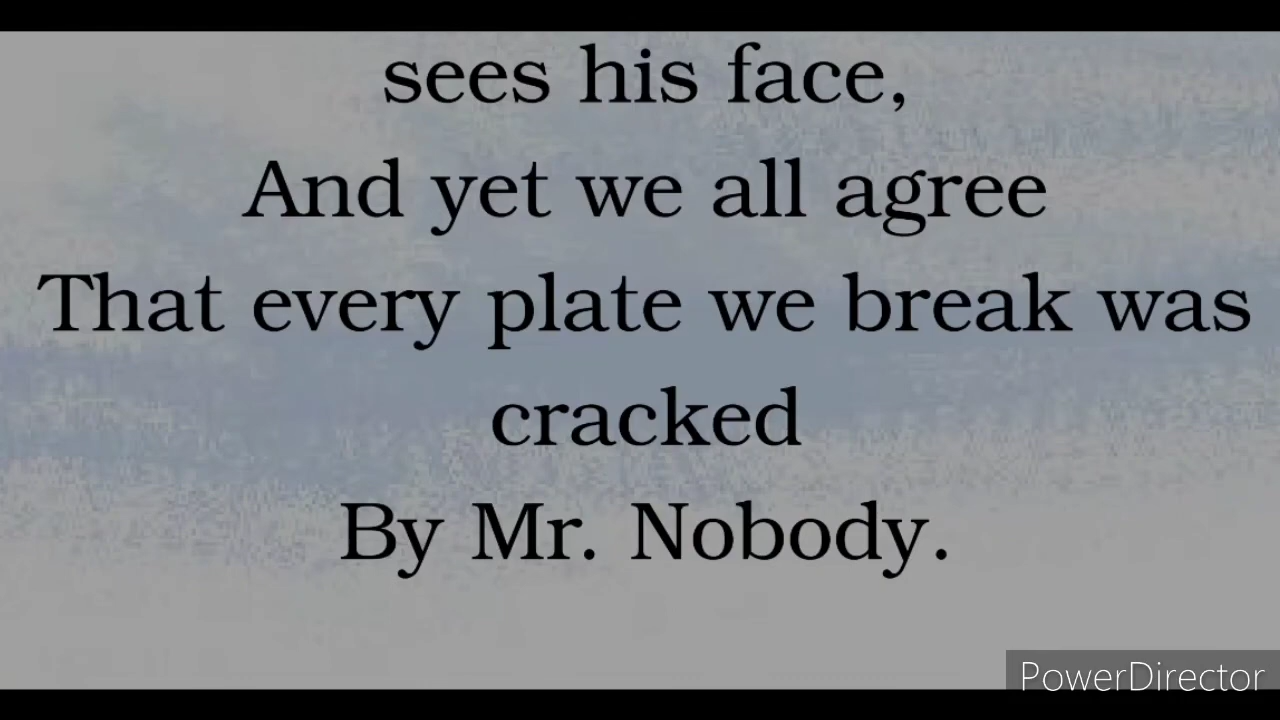 sees his face,
And yet we all agree
That every plate we break was
cracked
By Mr. Nobody.
PowerDirector